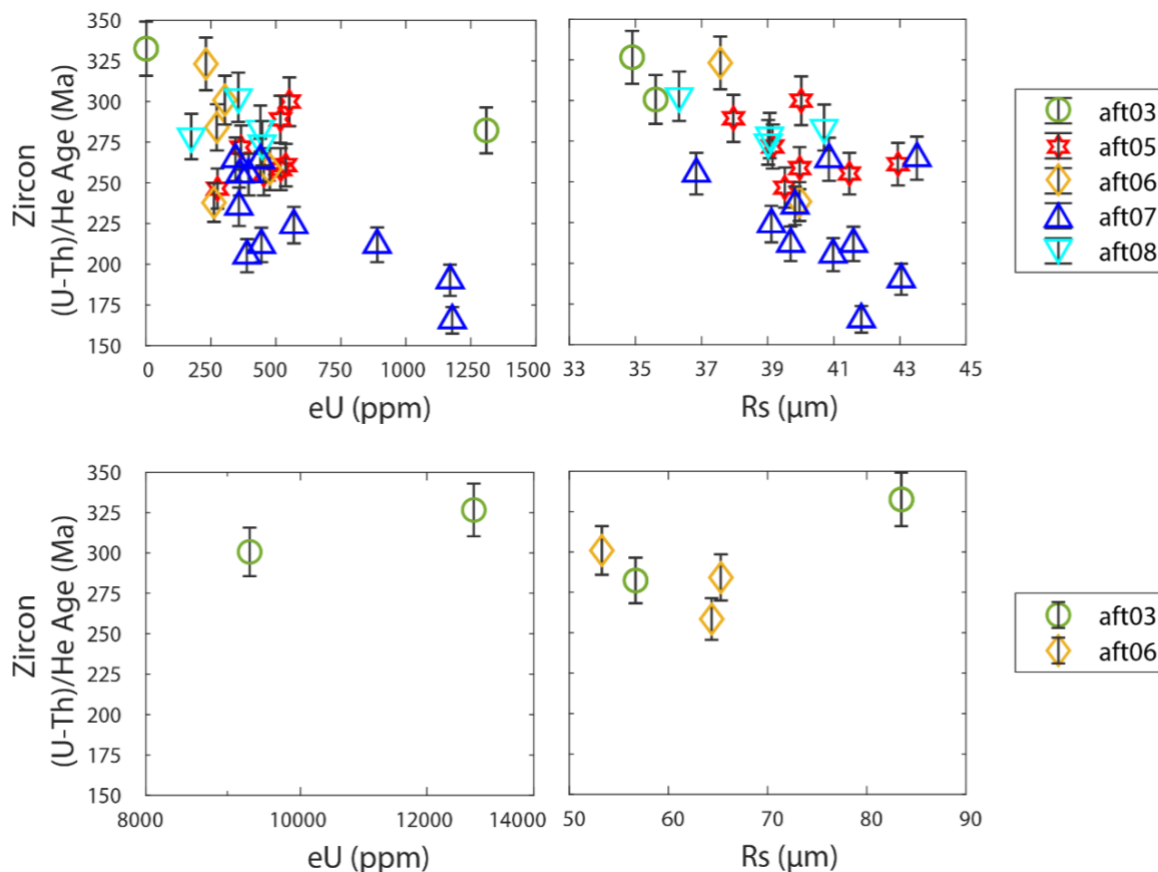 350
325
300
275
250
225
200
175
150
Zircon
(U-Th)/He Age (Ma)
0 250 500 750 1000 1250 1500
eU (ppm)
33 35 37 39 41 43 45
Rs (µm)
aft03
aft05
aft06
aft07
aft08
350
325
300
275
250
225
200
175
150
Zircon
(U-Th)/He Age (Ma)
8000 10000 12000 14000
eU (ppm)
50 60 70 80 90
Rs (µm)
aft03
aft06